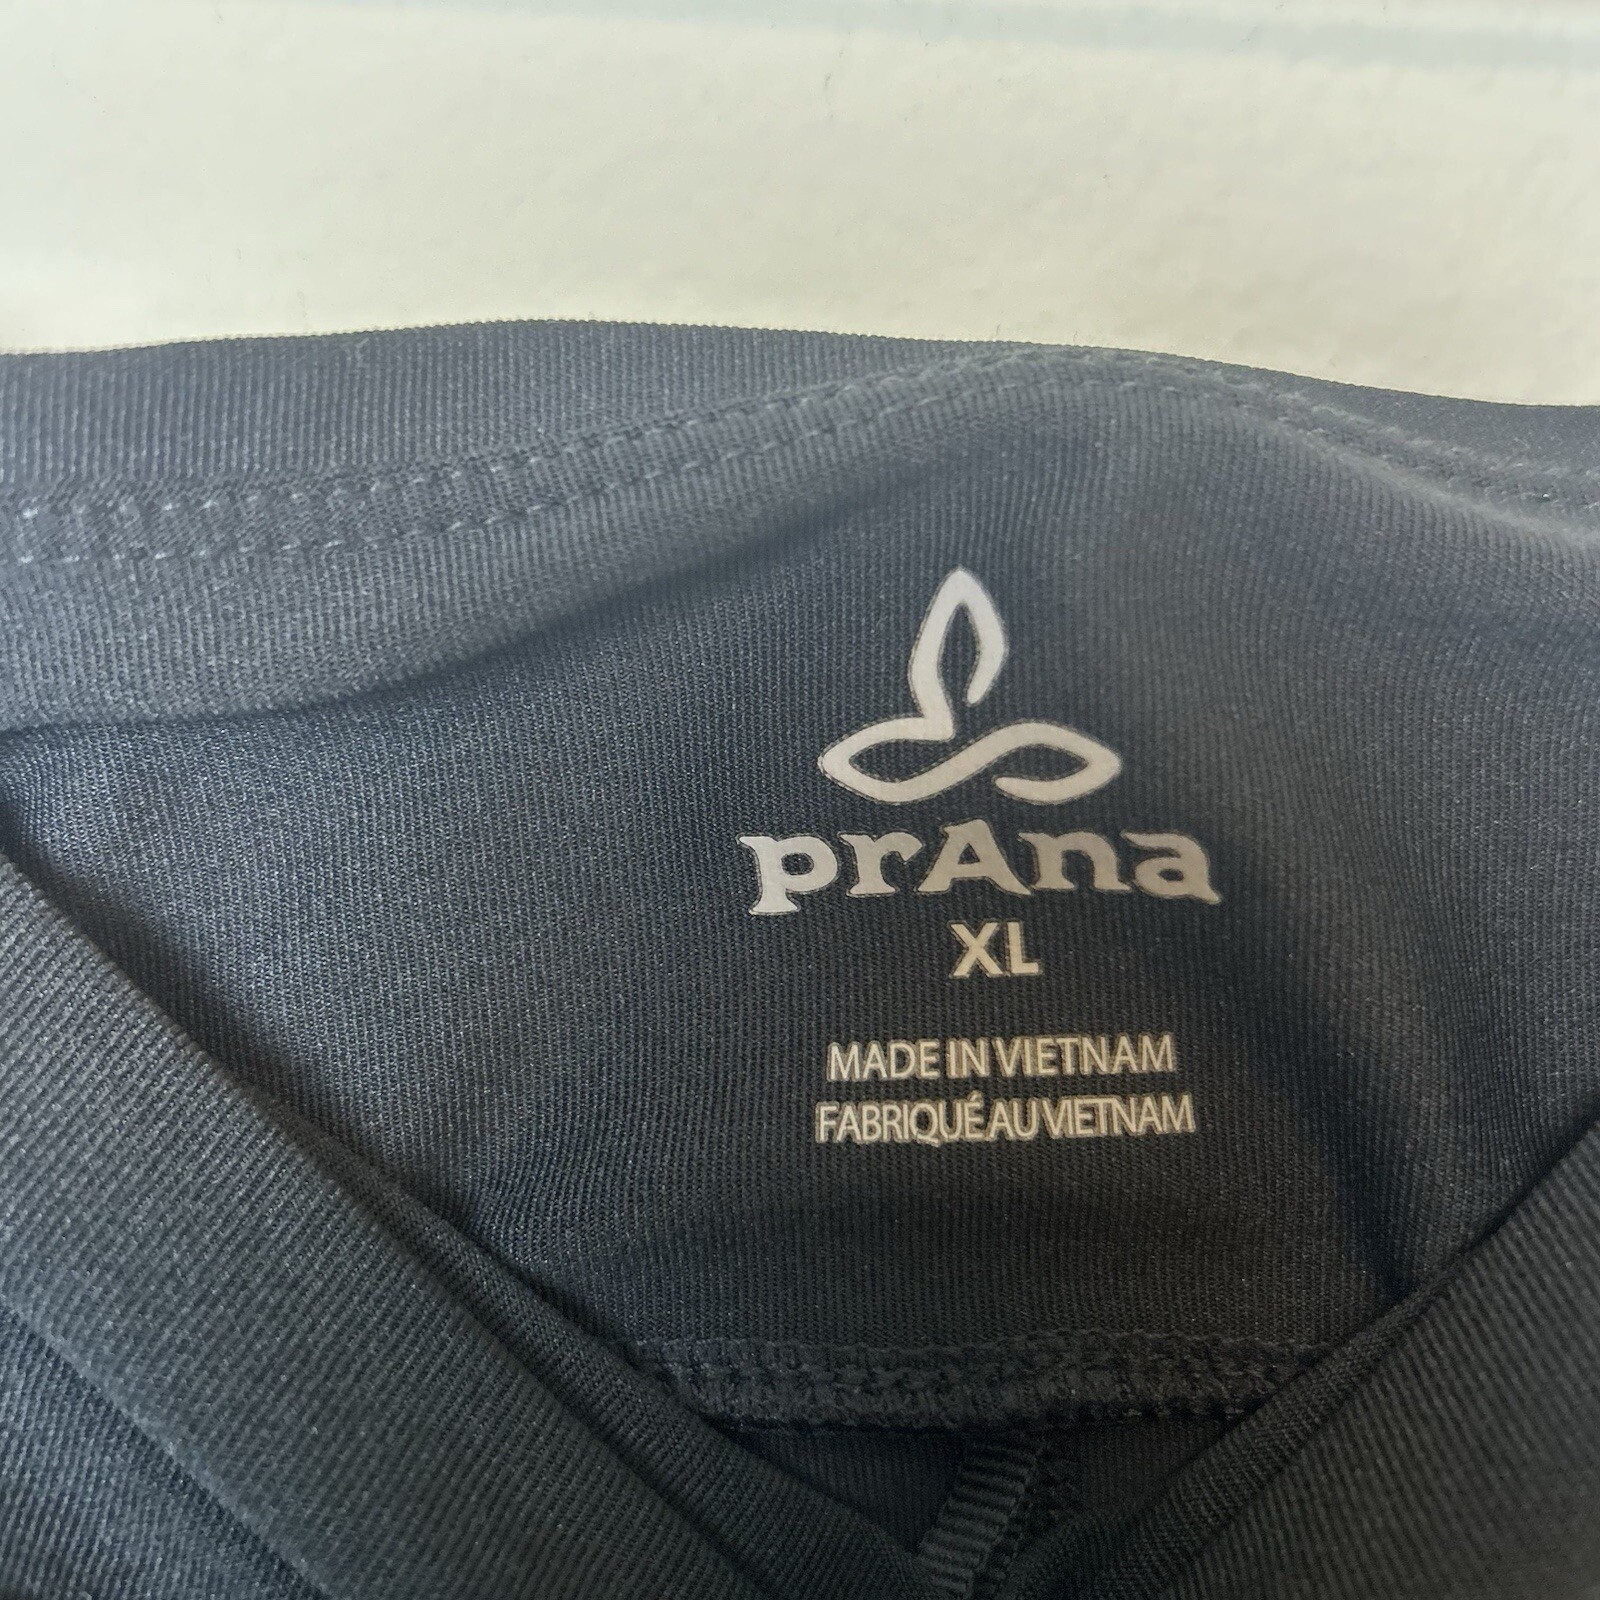 prAna
XL
MADE IN VIETNAM
FABRIQUÉ AU VIETNAM